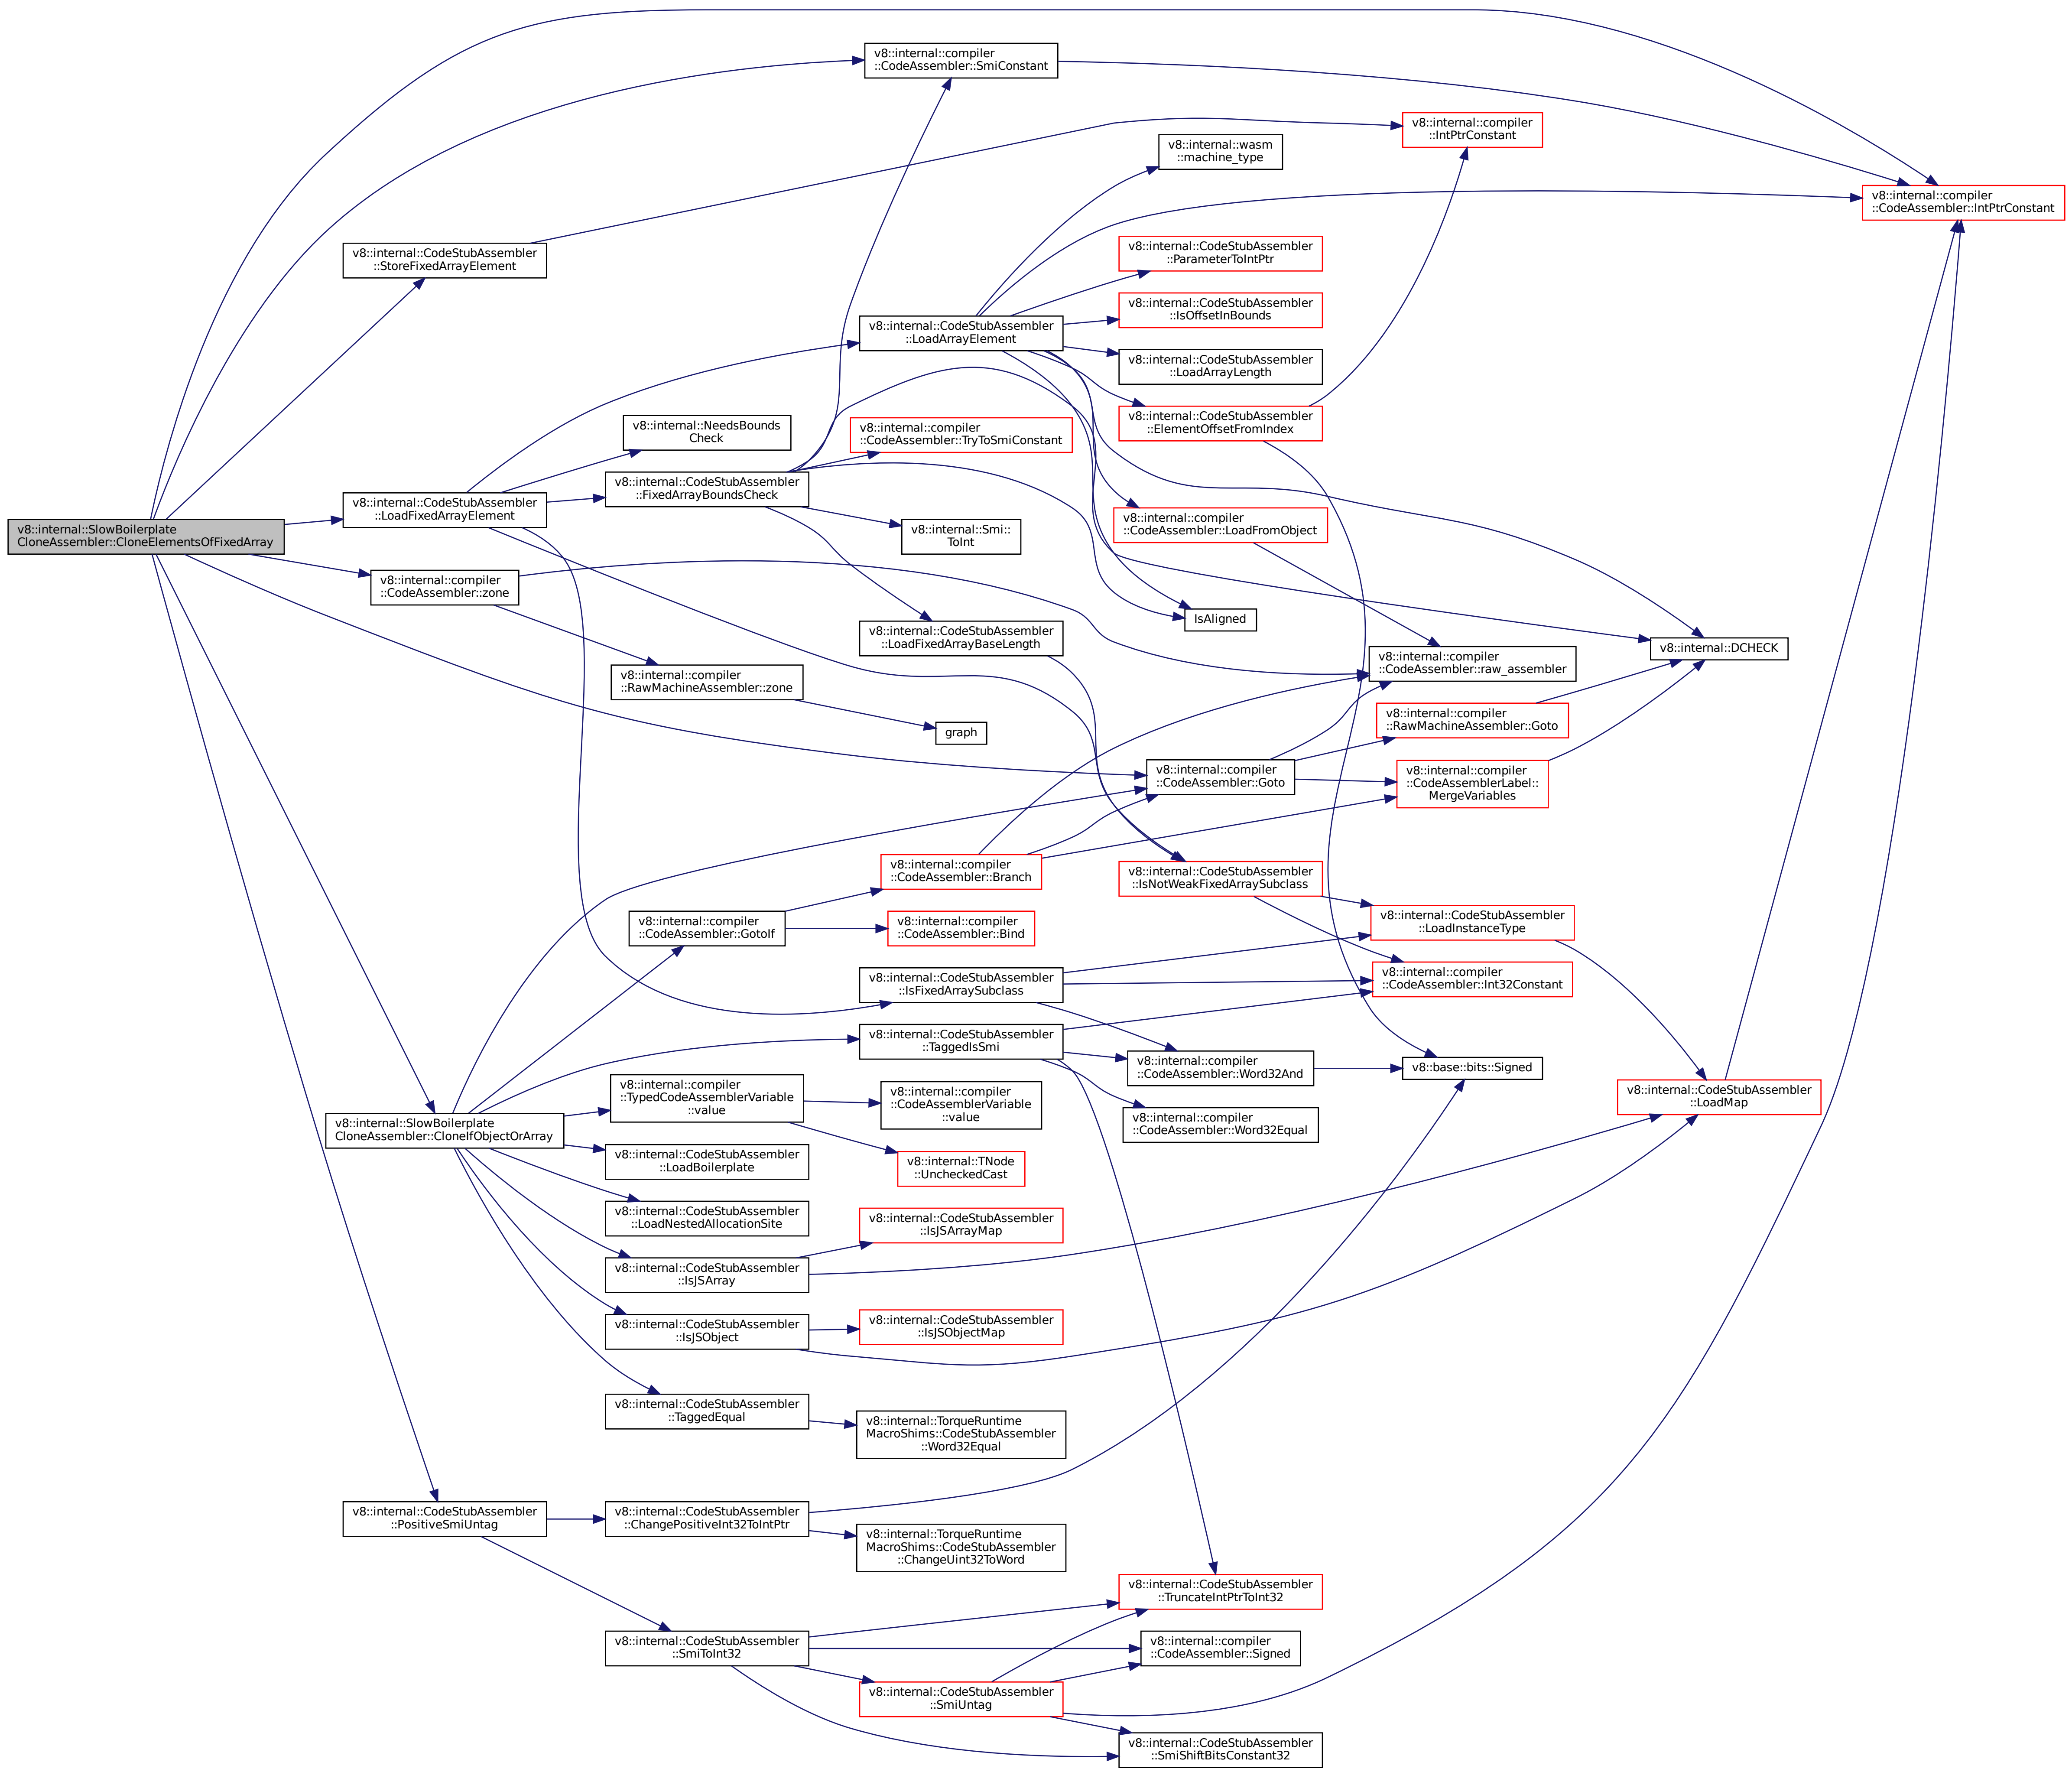 v8::internal::SlowBoilerplate
CloneAssembler::CloneElementsOfFixedArray
v8::internal::compiler
::CodeAssembler::SmiConstant
v8::internal::compiler
::IntPtrConstant
v8::internal::wasm
::machine_type
v8::internal::compiler
::CodeAssembler::IntPtrConstant
v8::internal::CodeStubAssembler
::StoreFixedArrayElement
v8::internal::CodeStubAssembler
::ParameterToIntPtr
v8::internal::CodeStubAssembler
::IsOffsetInBounds
v8::internal::CodeStubAssembler
::LoadArrayElement
v8::internal::CodeStubAssembler
::LoadArrayLength
v8::internal::NeedsBounds
Check
v8::internal::compiler
::CodeAssembler::TryToSmiConstant
v8::internal::CodeStubAssembler
::ElementOffsetFromIndex
v8::internal::CodeStubAssembler
::FixedArrayBoundsCheck
v8::internal::CodeStubAssembler
::LoadFixedArrayElement
v8::internal::Smi::
ToInt
v8::internal::compiler
::CodeAssembler::LoadFromObject
v8::internal::compiler
::CodeAssembler::zone
IsAligned
v8::internal::CodeStubAssembler
::LoadFixedArrayBaseLength
v8::internal::DCHECK
v8::internal::compiler
::CodeAssembler::raw_assembler
v8::internal::compiler
::RawMachineAssembler::zone
graph
v8::internal::compiler
::RawMachineAssembler::Goto
v8::internal::compiler
::CodeAssembler::Goto
v8::internal::compiler
::CodeAssemblerLabel::
MergeVariables
v8::internal::compiler
::CodeAssembler::Branch
v8::internal::CodeStubAssembler
::IsNotWeakFixedArraySubclass
v8::internal::compiler
::CodeAssembler::GotoIf
v8::internal::compiler
::CodeAssembler::Bind
v8::internal::CodeStubAssembler
::LoadInstanceType
v8::internal::CodeStubAssembler
::IsFixedArraySubclass
v8::internal::compiler
::CodeAssembler::Int32Constant
v8::internal::CodeStubAssembler
::TaggedIsSmi
v8::internal::compiler
::CodeAssembler::Word32And
v8::base::bits::Signed
v8::internal::CodeStubAssembler
::LoadMap
v8::internal::compiler
::TypedCodeAssemblerVariable
::value
v8::internal::compiler
::CodeAssemblerVariable
::value
v8::internal::compiler
::CodeAssembler::Word32Equal
v8::internal::SlowBoilerplate
CloneAssembler::CloneIfObjectOrArray
v8::internal::CodeStubAssembler
::LoadBoilerplate
v8::internal::TNode
::UncheckedCast
v8::internal::CodeStubAssembler
::LoadNestedAllocationSite
v8::internal::CodeStubAssembler
::IsJSArrayMap
v8::internal::CodeStubAssembler
::IsJSArray
v8::internal::CodeStubAssembler
::IsJSObject
v8::internal::CodeStubAssembler
::IsJSObjectMap
v8::internal::CodeStubAssembler
::TaggedEqual
v8::internal::TorqueRuntime
MacroShims::CodeStubAssembler
::Word32Equal
v8::internal::CodeStubAssembler
::PositiveSmiUntag
v8::internal::CodeStubAssembler
::ChangePositiveInt32ToIntPtr
v8::internal::TorqueRuntime
MacroShims::CodeStubAssembler
::ChangeUint32ToWord
v8::internal::CodeStubAssembler
::TruncateIntPtrToInt32
v8::internal::CodeStubAssembler
::SmiToInt32
v8::internal::compiler
::CodeAssembler::Signed
v8::internal::CodeStubAssembler
::SmiUntag
v8::internal::CodeStubAssembler
::SmiShiftBitsConstant32